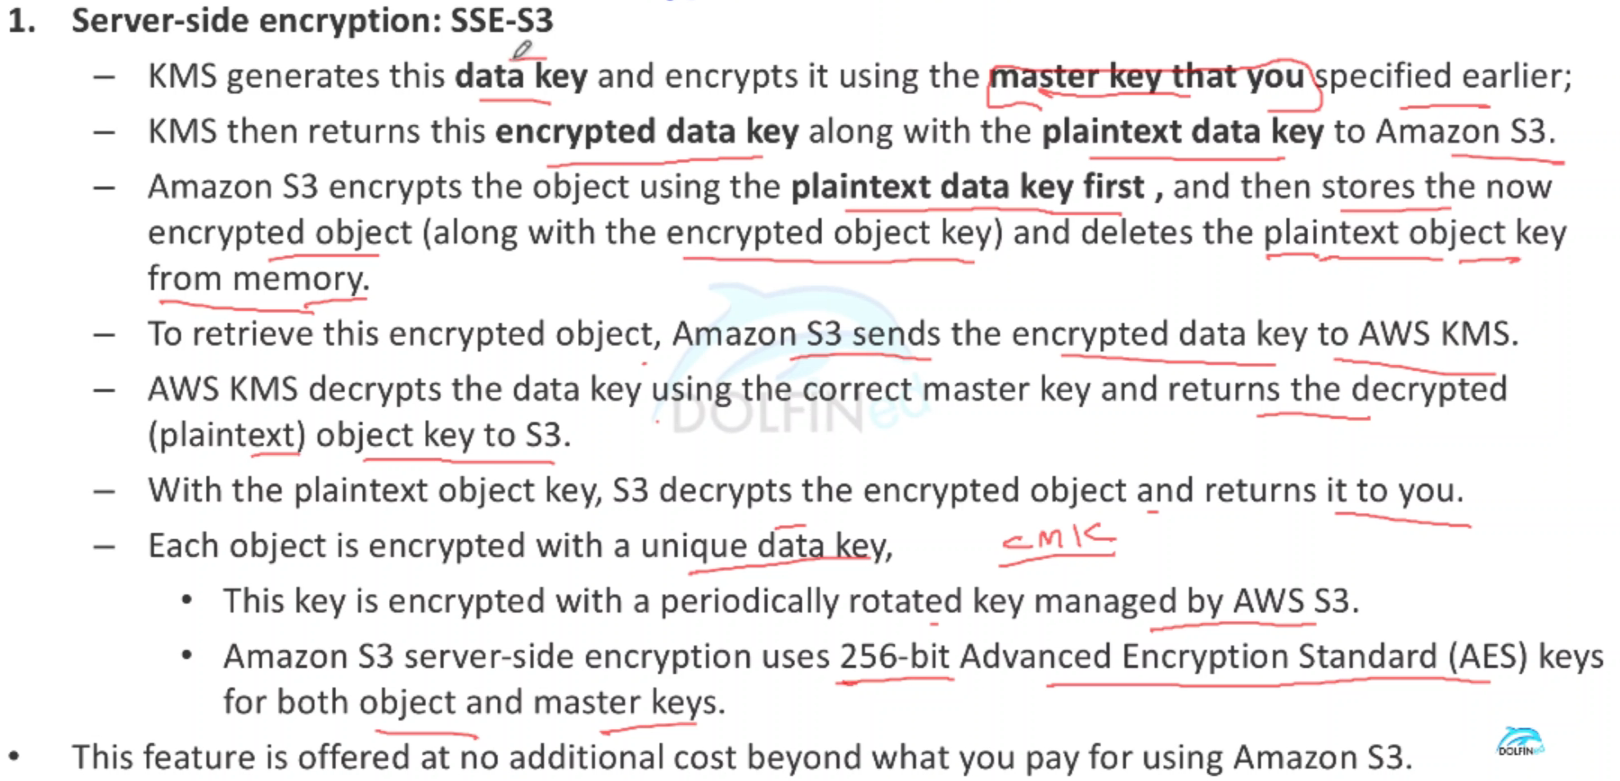 1. Server-side encryption: SSE-S3
– KMS generates this data key and encrypts it using the master key that you specified earlier;
– KMS then returns this encrypted data key along with the plaintext data key to Amazon S3.
– Amazon S3 encrypts the object using the plaintext data key first , and then stores the now
encrypted object (along with the encrypted object key) and deletes the plaintext object key
from memory.
– To retrieve this encrypted object, Amazon S3 sends the encrypted data key to AWS KMS.
– AWS KMS decrypts the data key using the correct master key and returns the decrypted
DOLFINed
(plaintext) object key to S3.
– With the plaintext object key, S3 decrypts the encrypted object and returns it to you.
– Each object is encrypted with a unique data key,
CMK
• This key is encrypted with a periodically rotated key managed by AWS S3.
• Amazon S3 server-side encryption uses 256-bit Advanced Encryption Standard (AES) keys
for both object and master keys.
• This feature is offered at no additional cost beyond what you pay for using Amazon S3.
DOLFINed